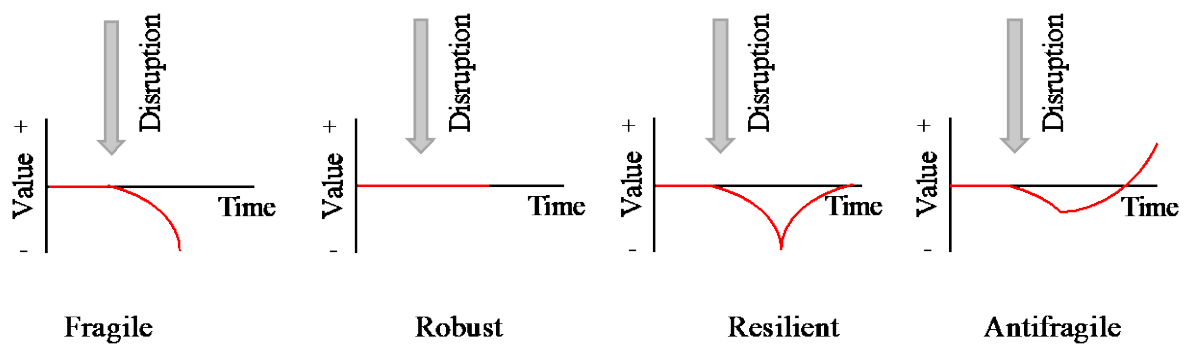 Disruption
+
Value
-
Time
Fragile
Disruption
+
Value
-
Time
Robust
Disruption
+
Value
-
Time
Resilient
Disruption
+
Value
-
Time
Antifragile